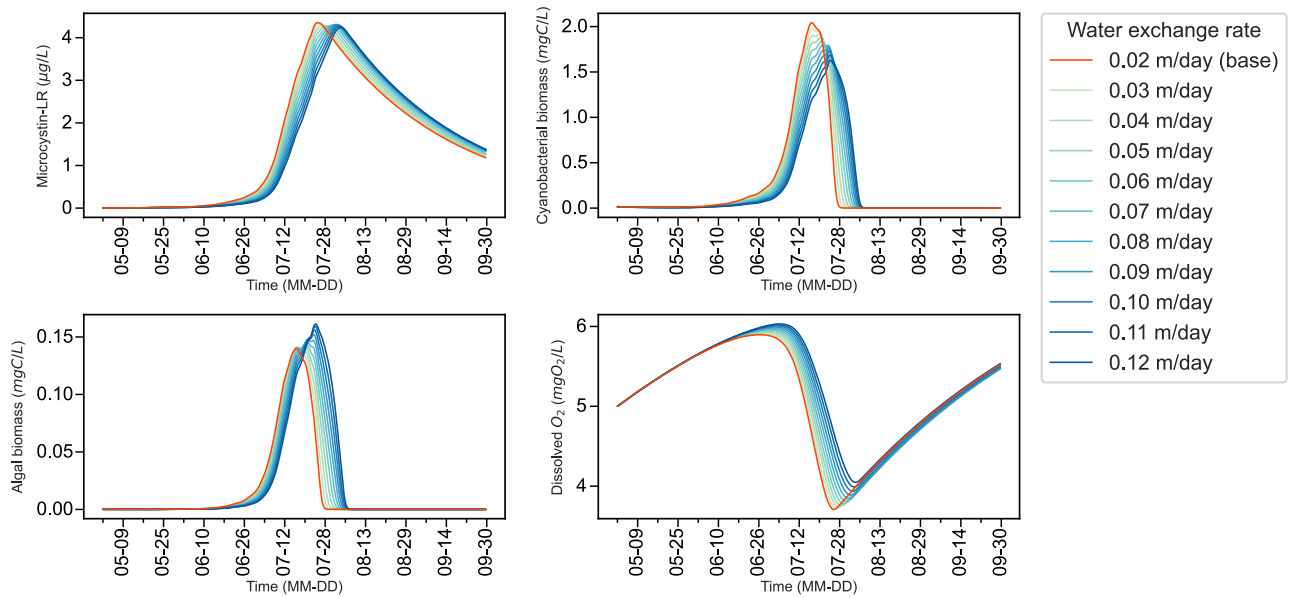 Microcystin-LR (μg/L)
4
3
2
1
0
05-09
05-25
06-10
06-26
07-12
07-28
08-13
08-29
09-14
09-30
Time (MM-DD)
Cyanobacterial biomass (mgC/L)
2.0
1.5
1.0
0.5
0.0
05-09
05-25
06-10
06-26
07-12
07-28
08-13
08-29
09-14
09-30
Time (MM-DD)
Water exchange rate
0.02 m/day (base)
0.03 m/day
0.04 m/day
0.05 m/day
0.06 m/day
0.07 m/day
0.08 m/day
0.09 m/day
0.10 m/day
0.11 m/day
0.12 m/day
Algal biomass (mgC/L)
0.15
0.10
0.05
0.00
05-09
05-25
06-10
06-26
07-12
07-28
08-13
08-29
09-14
09-30
Time (MM-DD)
Dissolved O₂ (mgO₂/L)
6
5
4
05-09
05-25
06-10
06-26
07-12
07-28
08-13
08-29
09-14
09-30
Time (MM-DD)